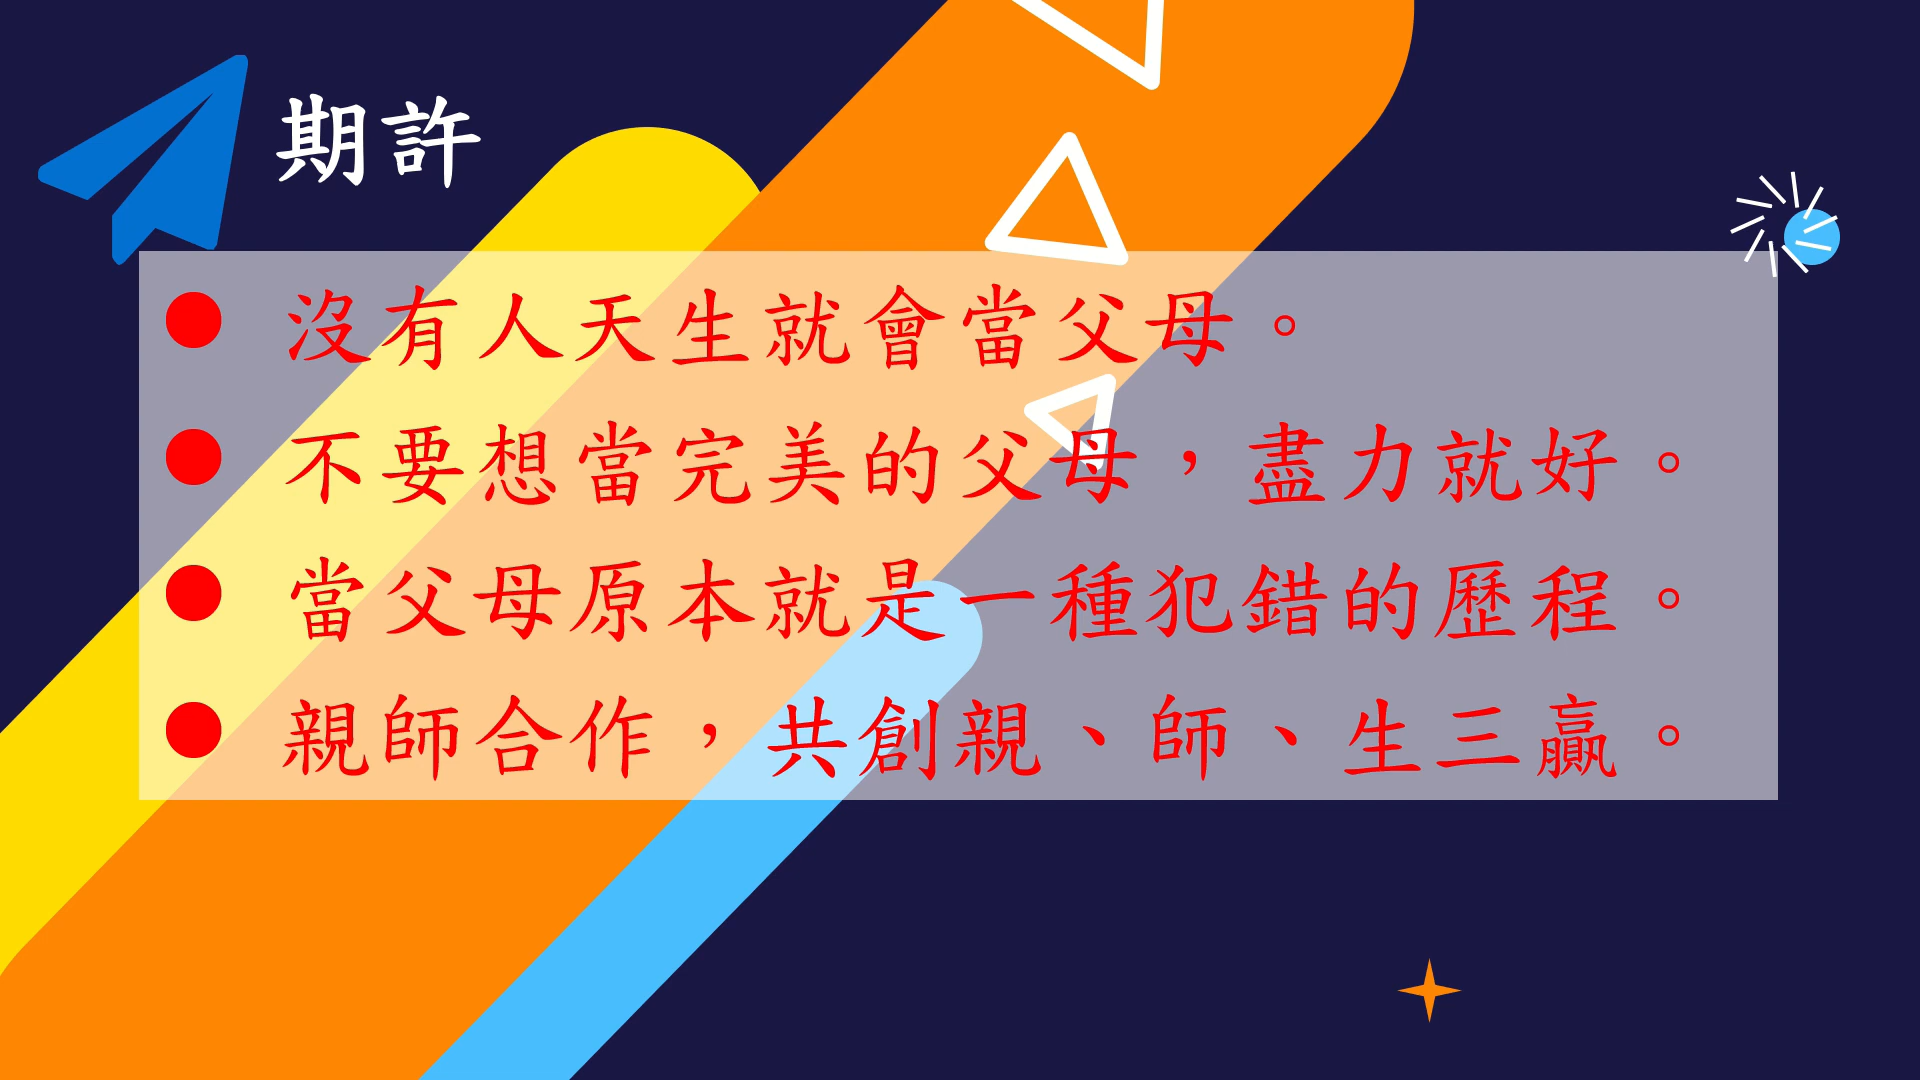 期許
● 沒有人天生就會當父母。
● 不要想當完美的父母，盡力就好。
● 當父母原本就是一種犯錯的歷程。
● 親師合作，共創親、師、生三贏。